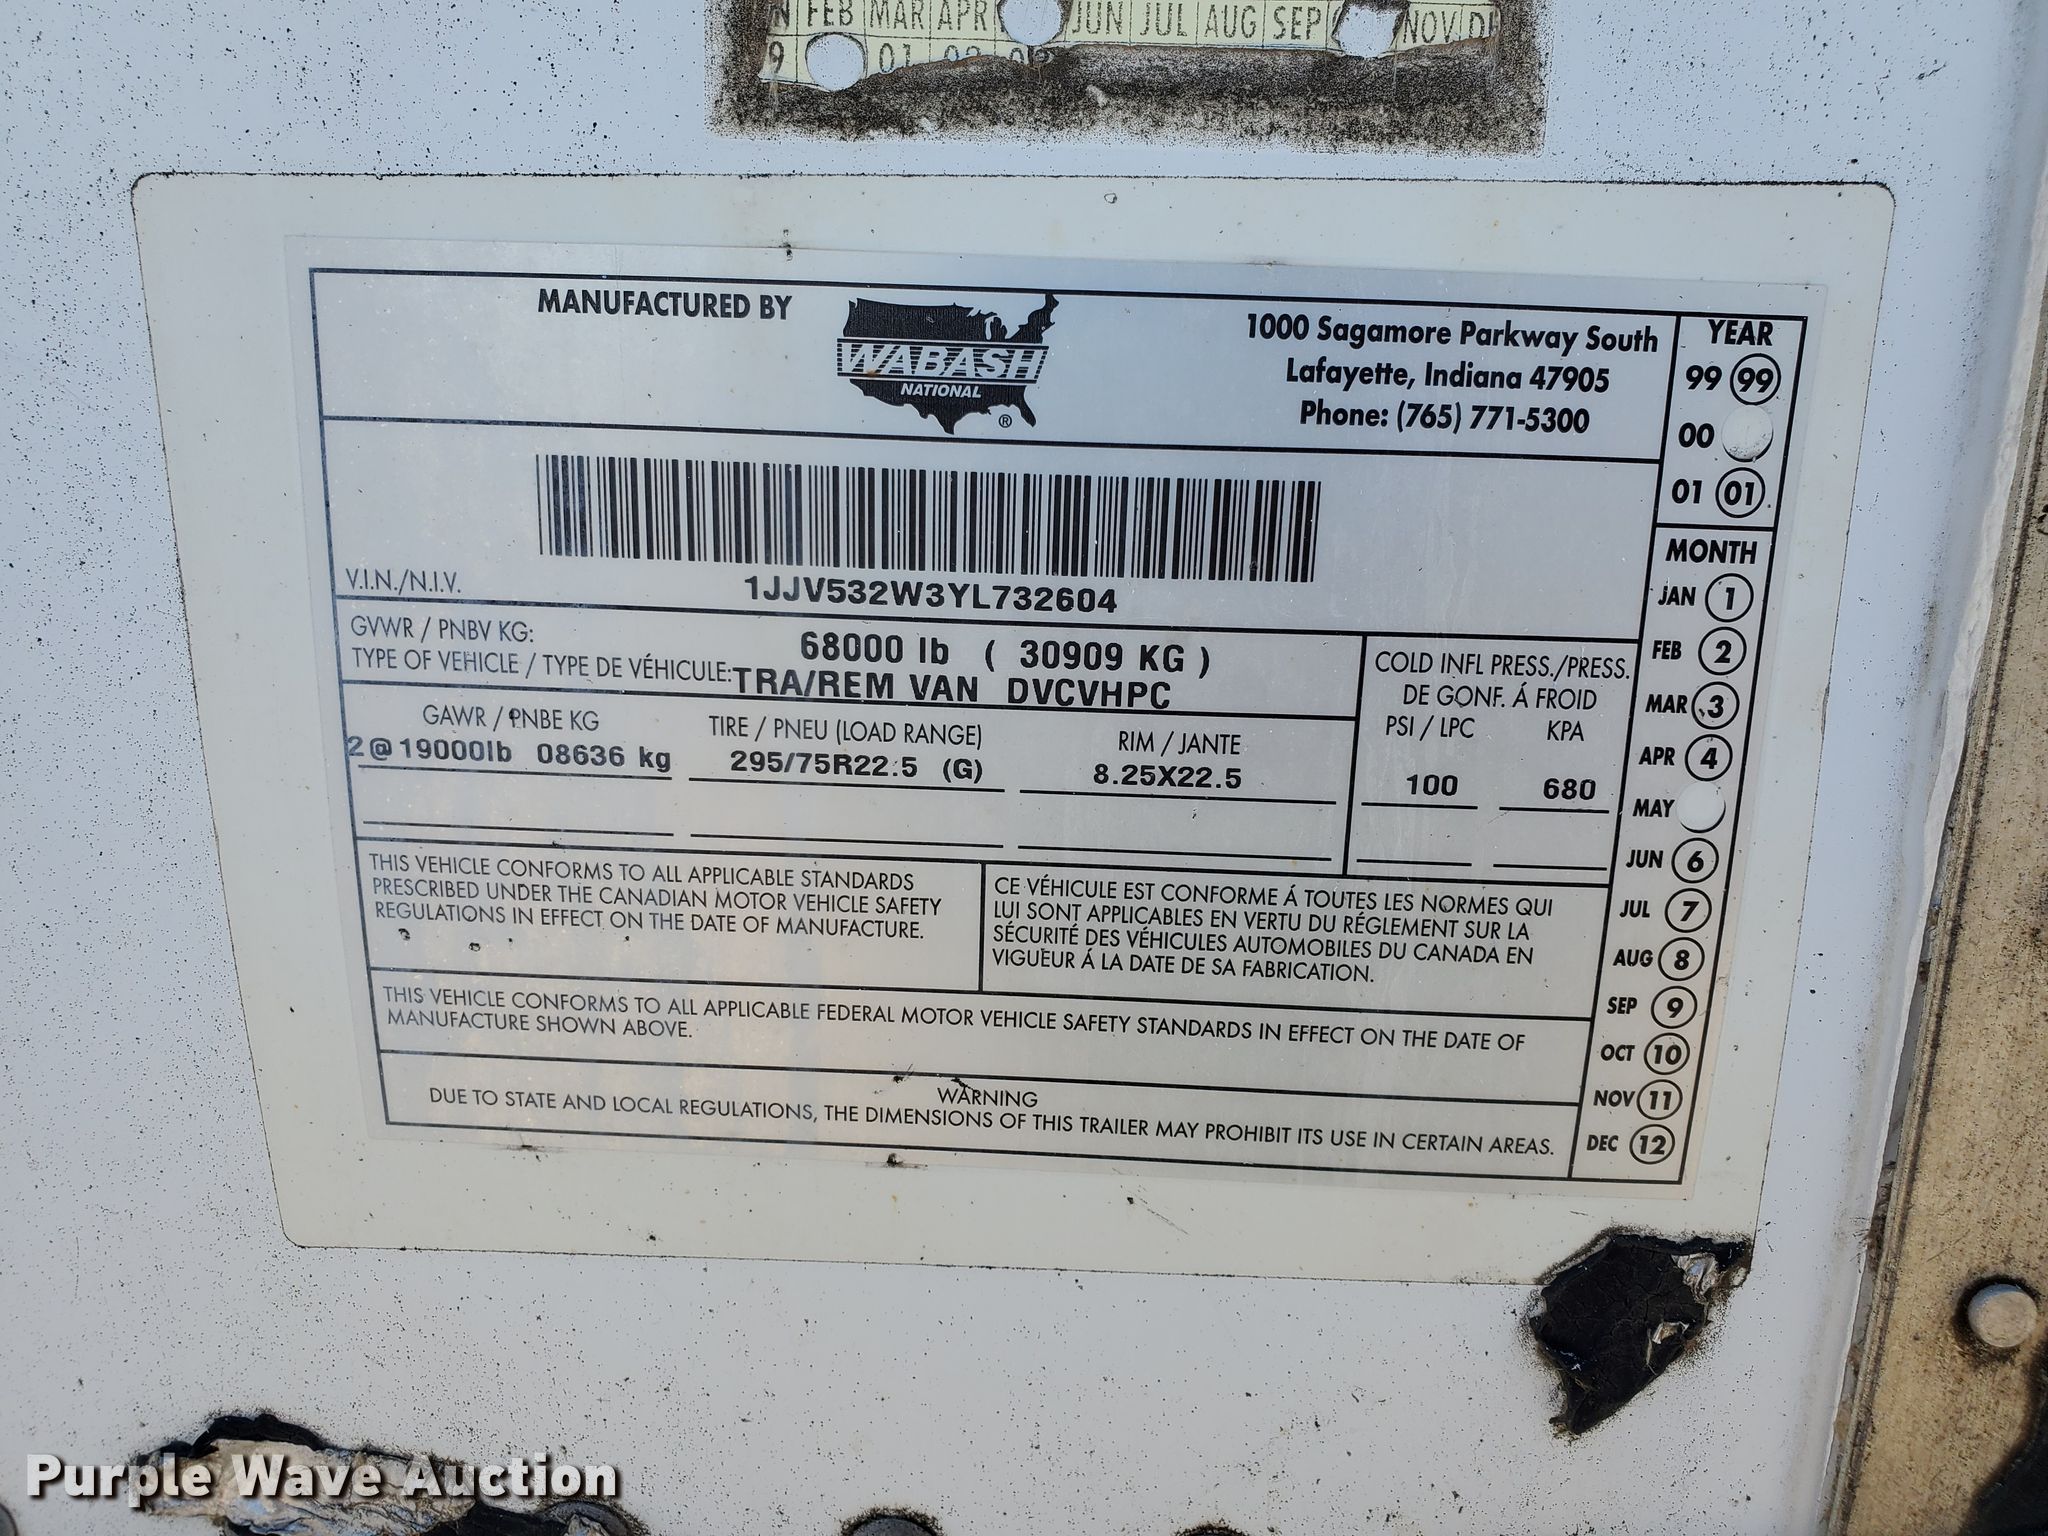 FEB MAR APR JUN JUL AUG SEP NOV
9 01
MANUFACTURED BY
WABASH
NATIONAL
®
1000 Sagamore Parkway South
Lafayette, Indiana 47905
Phone: (765) 771-5300
YEAR
99 99
00
01 01
V.I.N./N.I.V.
1JJV532W3YL732604
GVWR / PNBV KG: 68000 lb ( 30909 KG )
TYPE OF VEHICLE / TYPE DE VÉHICULE: TRA/REM VAN DVCVHPC
GAWR / PNBE KG
2@19000lb 08636 kg
TIRE / PNEU (LOAD RANGE)
295/75R22.5 (G)
RIM / JANTE
8.25X22.5
COLD INFL PRESS./PRESS.
DE GONF. Á FROID
PSI / LPC KPA
100 680
MONTH
JAN 1
FEB 2
MAR 3
APR 4
MAY
JUN 6
JUL 7
AUG 8
SEP 9
OCT 10
NOV 11
DEC 12
THIS VEHICLE CONFORMS TO ALL APPLICABLE STANDARDS
PRESCRIBED UNDER THE CANADIAN MOTOR VEHICLE SAFETY
REGULATIONS IN EFFECT ON THE DATE OF MANUFACTURE.
CE VÉHICULE EST CONFORME Á TOUTES LES NORMES QUI
LUI SONT APPLICABLES EN VERTU DU RÉGLEMENT SUR LA
SÉCURITÉ DES VÉHICULES AUTOMOBILES DU CANADA EN
VIGUEUR Á LA DATE DE SA FABRICATION.
THIS VEHICLE CONFORMS TO ALL APPLICABLE FEDERAL MOTOR VEHICLE SAFETY STANDARDS IN EFFECT ON THE DATE OF
MANUFACTURE SHOWN ABOVE.
WARNING
DUE TO STATE AND LOCAL REGULATIONS, THE DIMENSIONS OF THIS TRAILER MAY PROHIBIT ITS USE IN CERTAIN AREAS.
Purple Wave Auction